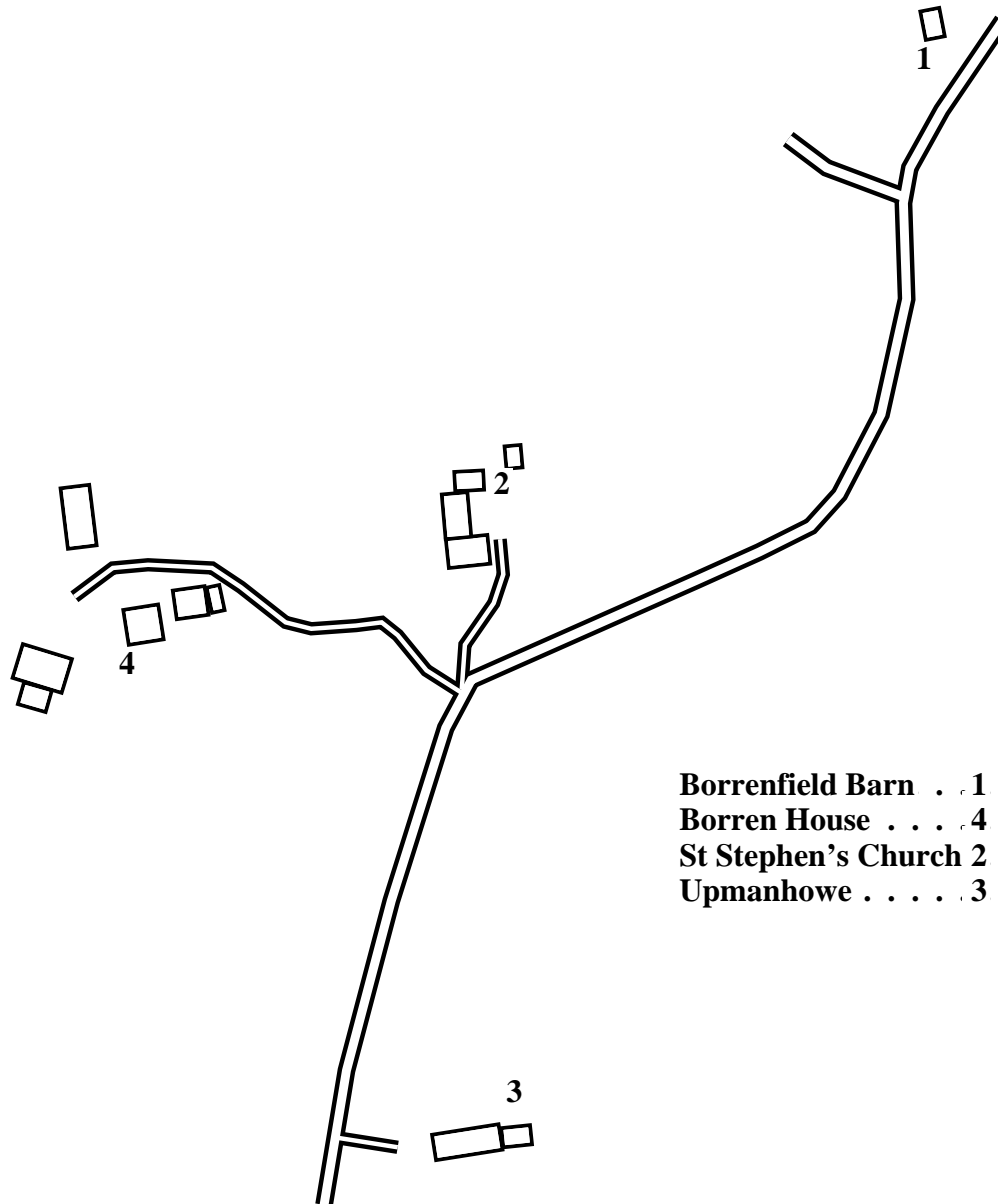 1
2
4
Borrenfield Barn . . 1
Borren House . . . . 4
St Stephen’s Church 2
Upmanhowe . . . . . 3
3